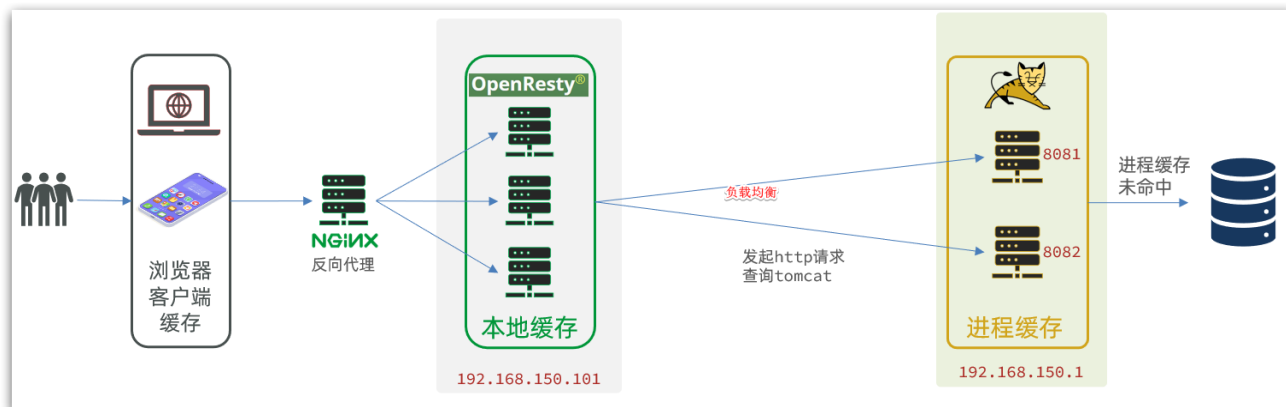 浏览器
客户端
缓存
NGINX
反向代理
OpenResty®
本地缓存
192.168.150.101
负载均衡
发起http请求
查询tomcat
8081
8082
进程缓存
192.168.150.1
进程缓存
未命中